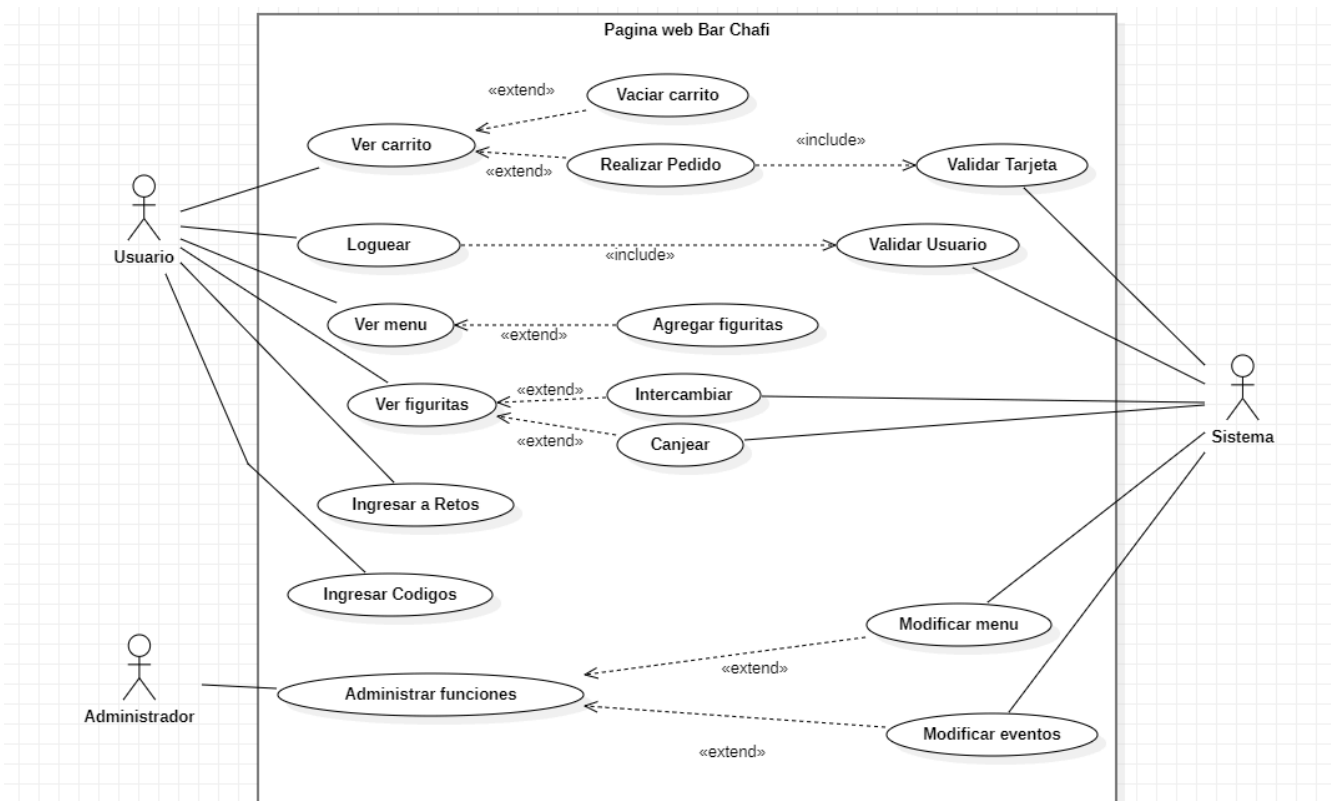 Pagina web Bar Chafi
«extend»
Vaciar carrito
Ver carrito
«extend»
Realizar Pedido
«include»
Validar Tarjeta
Usuario
Loguear
«include»
Validar Usuario
Ver menu
«extend»
Agregar figuritas
Ver figuritas
«extend»
Intercambiar
«extend»
Canjear
Sistema
Ingresar a Retos
Ingresar Codigos
Modificar menu
«extend»
Administrador
Administrar funciones
«extend»
Modificar eventos